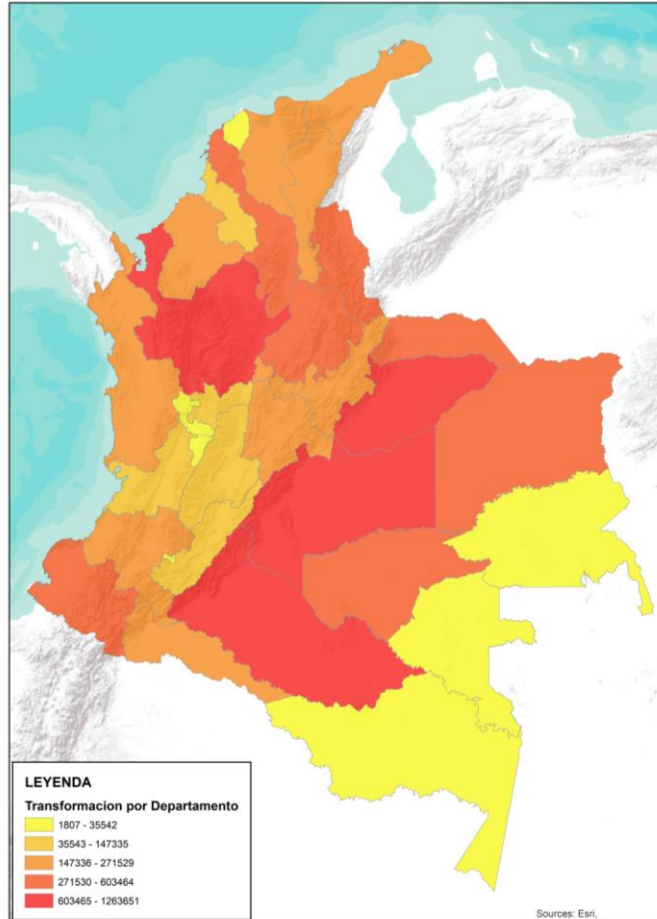 LEYENDA
Transformacion por Departamento
1807 - 35542
35543 - 147335
147336 - 271529
271530 - 603464
603465 - 1263651
Sources: Esri,